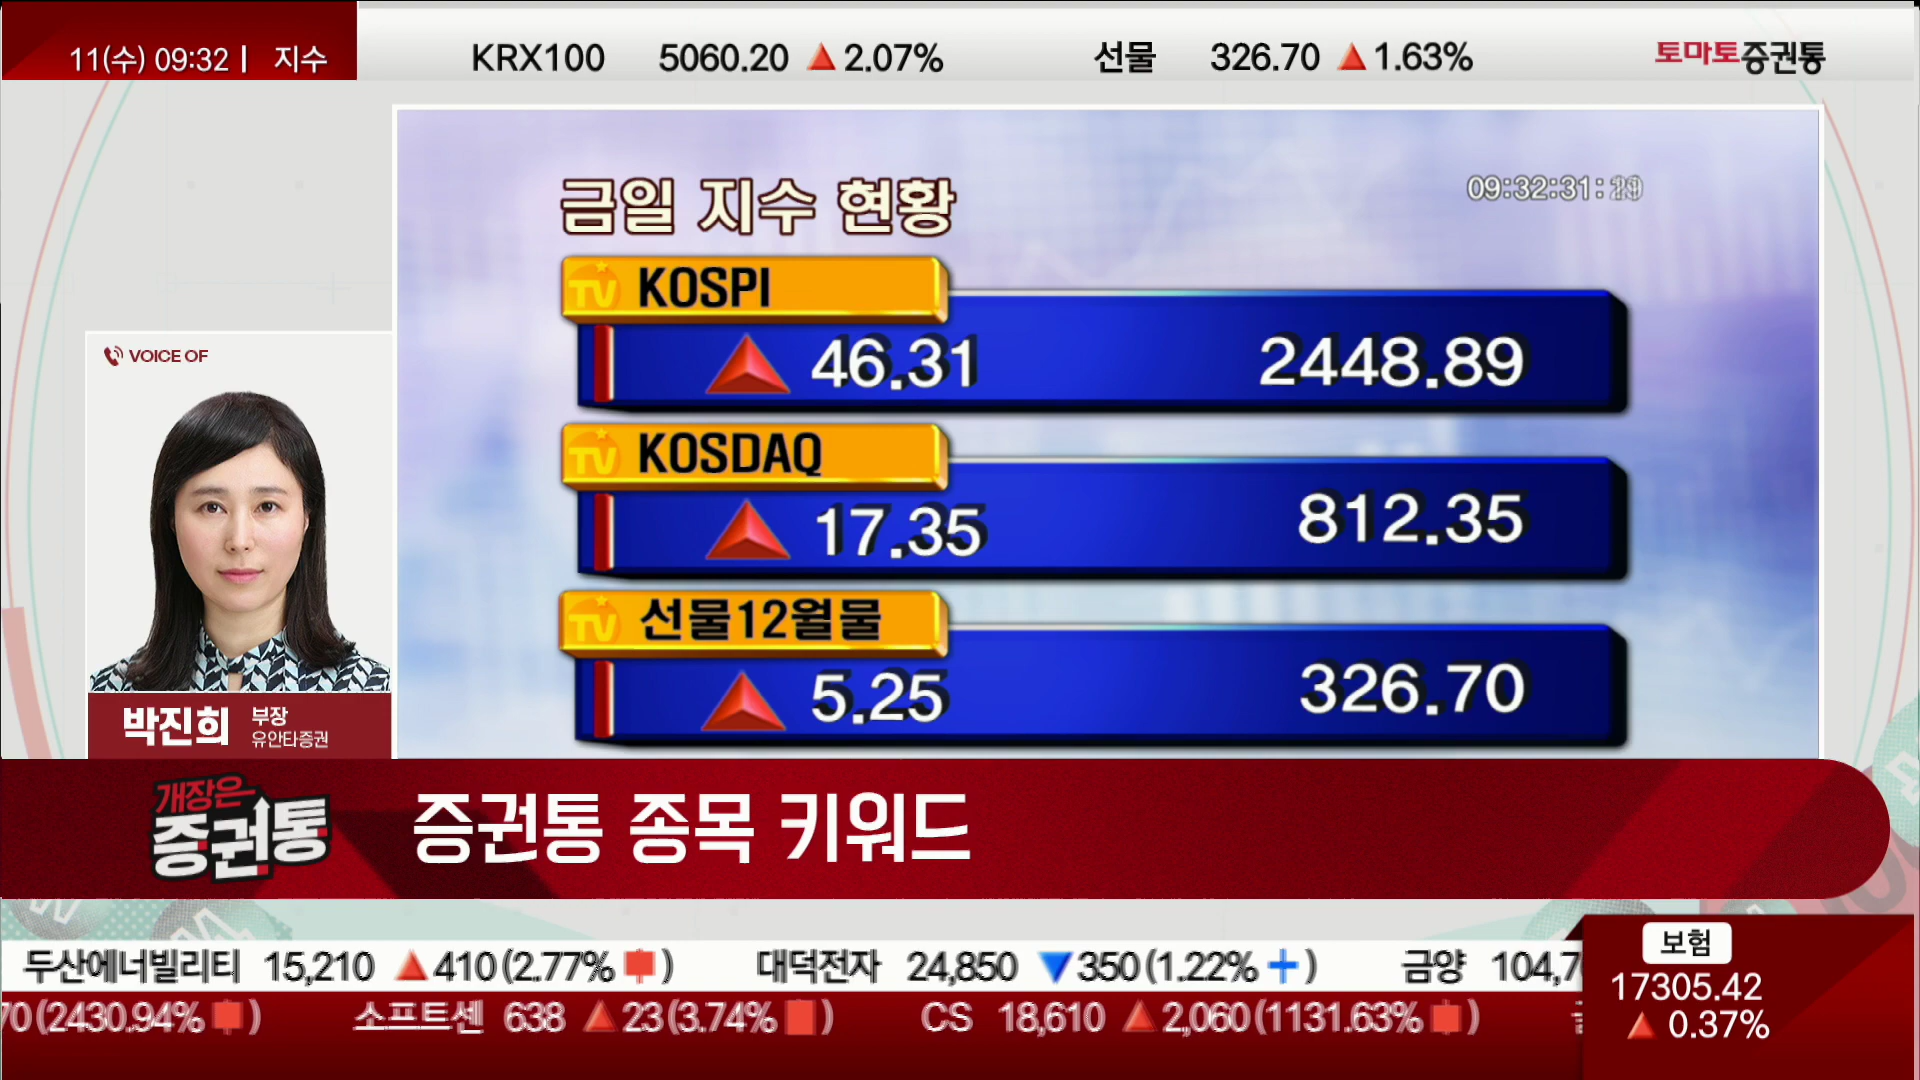 11(수) 09:32 | 지수
KRX100 5060.20 ▲ 2.07% 선물 326.70 ▲ 1.63%
토마토증권통
금일 지수 현황
09:32:31:
TV KOSPI
▲ 46.31 2448.89
TV KOSDAQ
▲ 17.35 812.35
TV 선물12월물
▲ 5.25 326.70
VOICE OF
박진희 부장
유안타증권
개장은
증권통
증권통 종목 키워드
두산에너빌리티 15,210 ▲410(2.77%) 대덕전자 24,850 ▼350(1.22%+) 금양 104,7
70(2430.94%) 소프트센 638 ▲23(3.74%) CS 18,610 ▲2,060(1131.63%)
보험
17305.42
▲ 0.37%